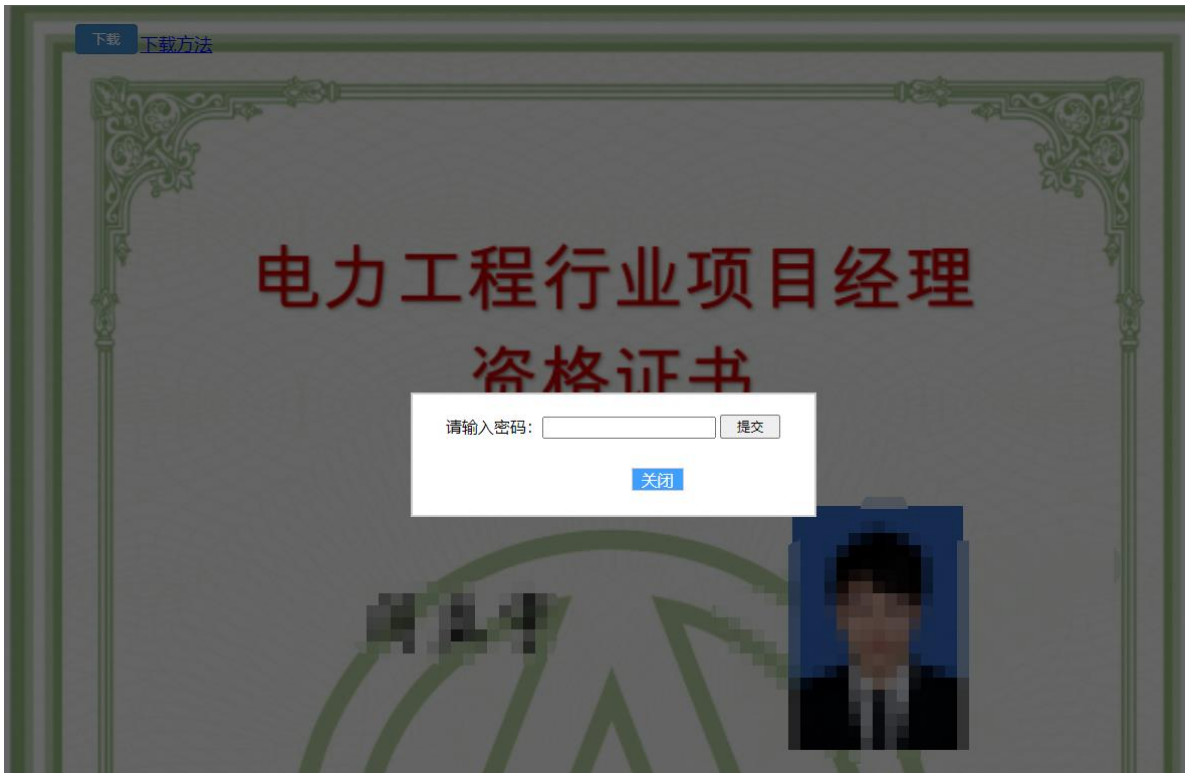 下载 下载方法
电力工程行业项目经理
资格证书
请输入密码： 提交
关闭